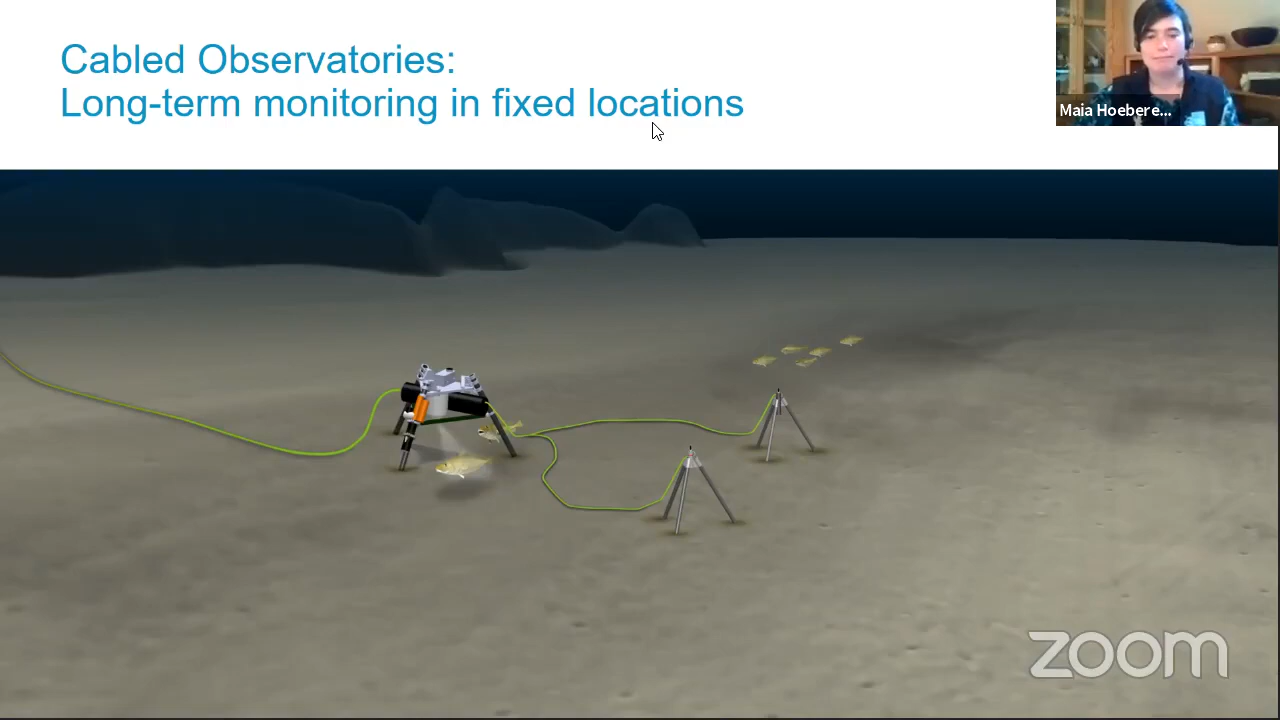 Cabled Observatories:
Long-term monitoring in fixed locations
Maia Hoebere...
zoom